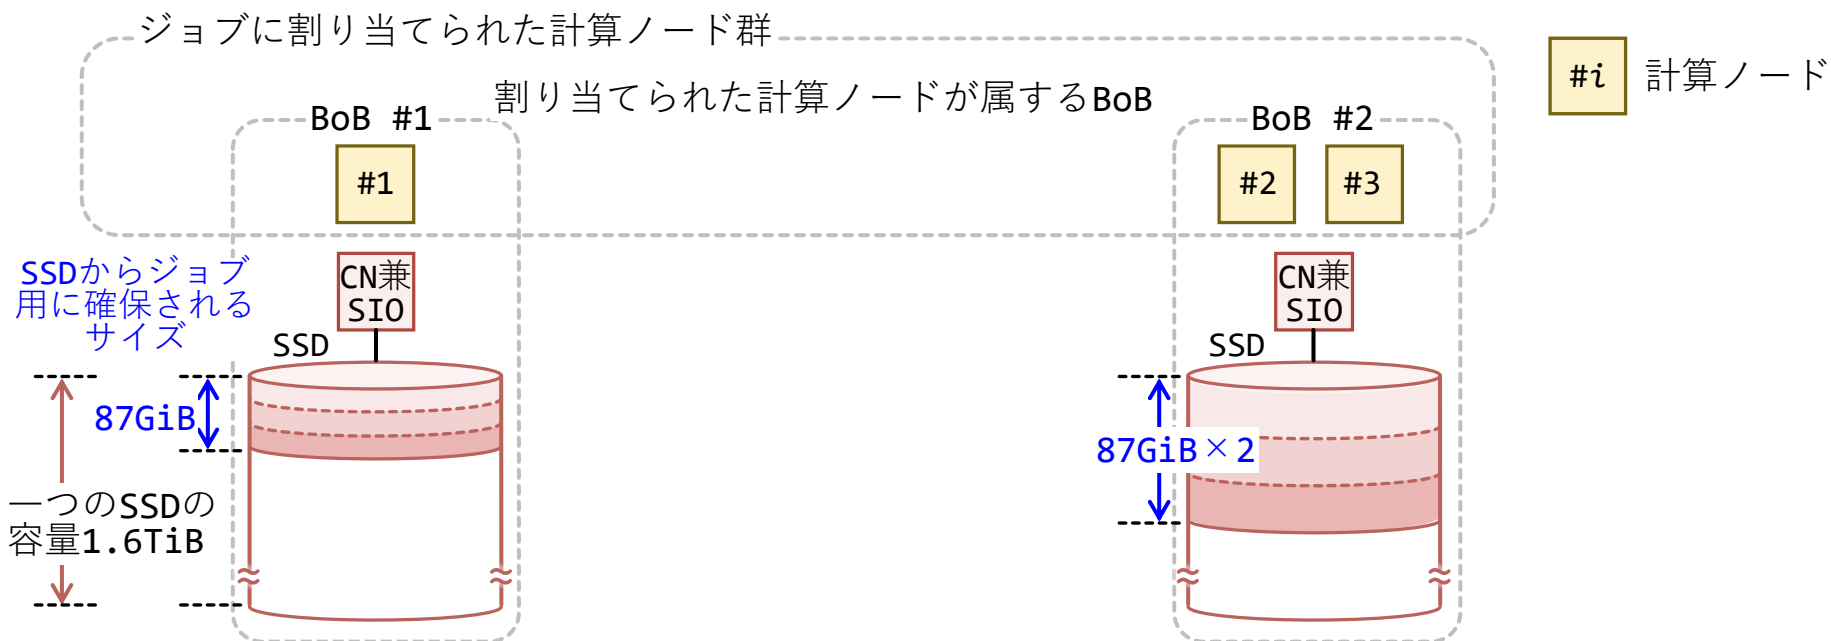 ジョブに割り当てられた計算ノード群
#i 計算ノード
割り当てられた計算ノードが属するBoB
BoB #1
BoB #2
#1
#2
#3
SSDからジョブ
用に確保される
サイズ
CN兼
SIO
CN兼
SIO
SSD
SSD
87GiB
87GiB×2
一つのSSDの
容量1.6TiB